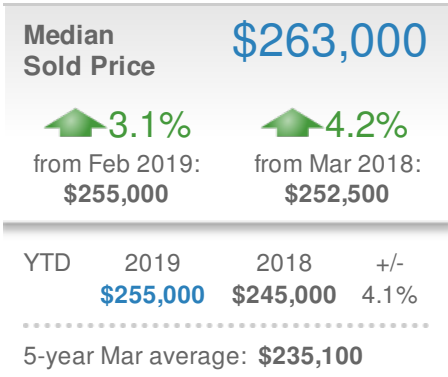 Median
Sold Price
$263,000
3.1%
from Feb 2019:
$255,000
4.2%
from Mar 2018:
$252,500
YTD 2019 2018 +/-
$255,000 $245,000 4.1%
5-year Mar average: $235,100